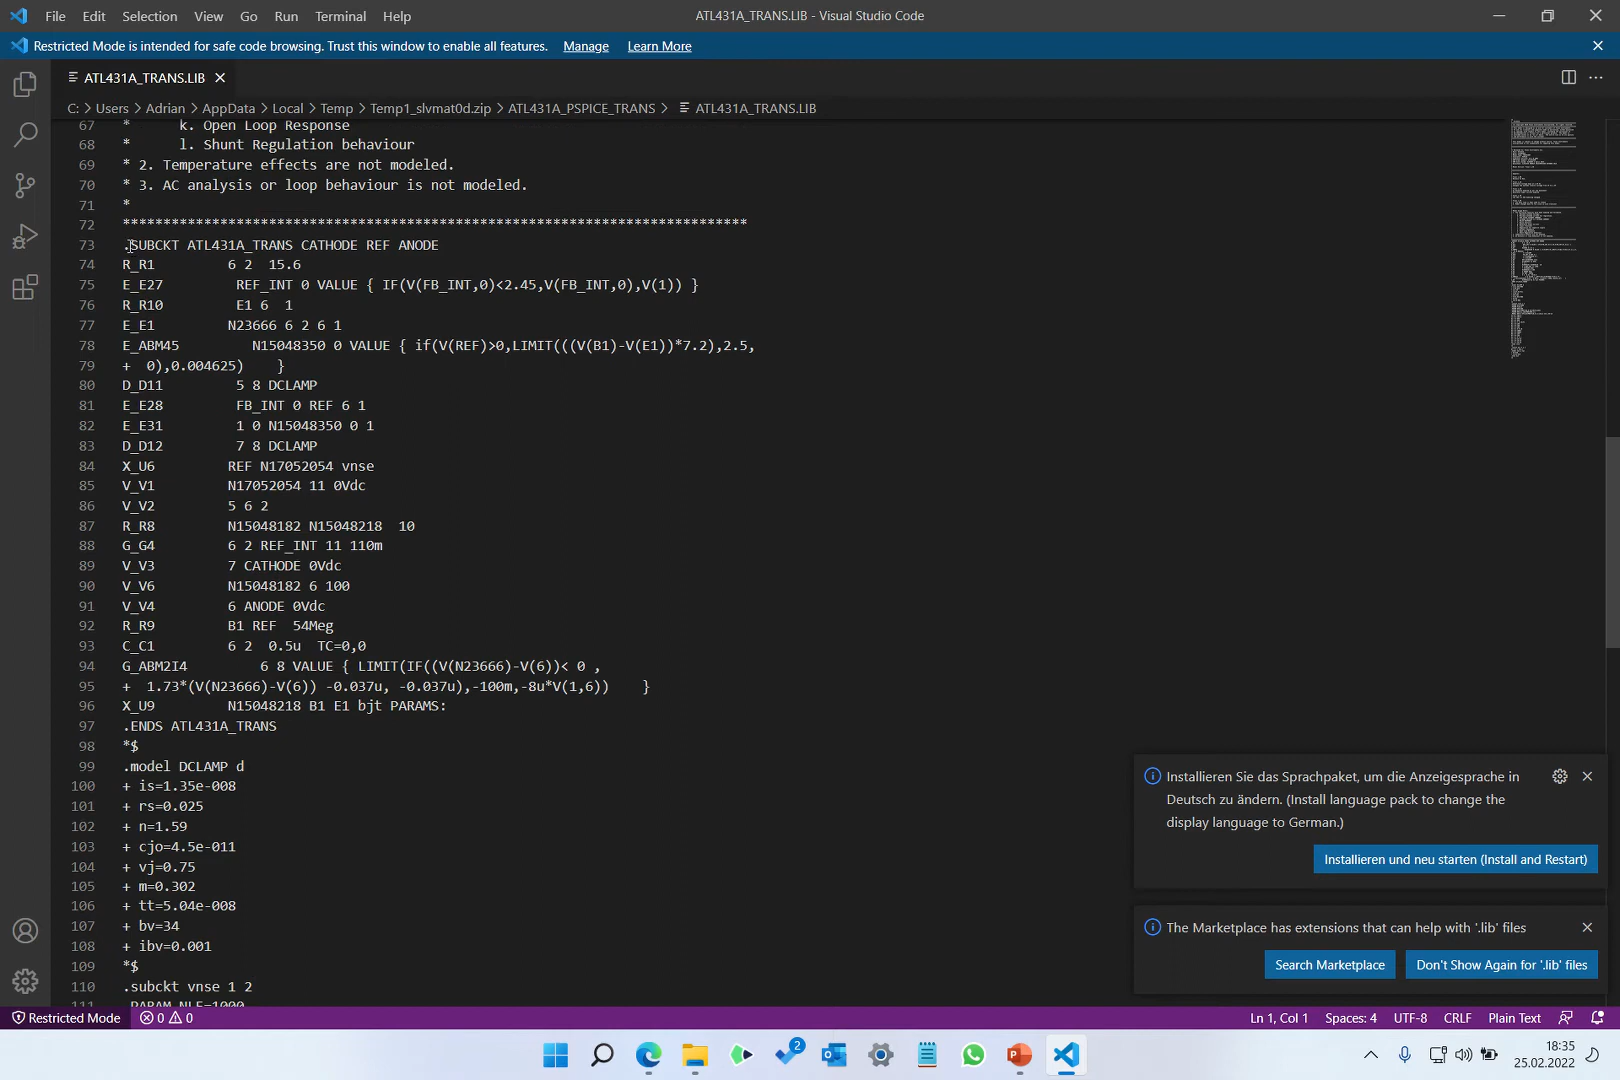 File Edit Selection View Go Run Terminal Help
ATL431A_TRANS.LIB - Visual Studio Code
Restricted Mode is intended for safe code browsing. Trust this window to enable all features. Manage Learn More
ATL431A_TRANS.LIB
C: > Users > Adrian > AppData > Local > Temp > Temp1_slvmat0d.zip > ATL431A_PSPICE_TRANS > ATL431A_TRANS.LIB
67 * k. Open Loop Response
68 * l. Shunt Regulation behaviour
69 * 2. Temperature effects are not modeled.
70 * 3. AC analysis or loop behaviour is not modeled.
71 *
72 *****************************************************************************
73 .SUBCKT ATL431A_TRANS CATHODE REF ANODE
74 R_R1 6 2 15.6
75 E_E27 REF_INT 0 VALUE { IF(V(FB_INT,0)<2.45,V(FB_INT,0),V(1)) }
76 R_R10 E1 6 1
77 E_E1 N23666 6 2 6 1
78 E_ABM45 N15048350 0 VALUE { if(V(REF)>0,LIMIT(((V(B1)-V(E1))*7.2),2.5,
79 + 0),0.004625) }
80 D_D11 5 8 DCLAMP
81 E_E28 FB_INT 0 REF 6 1
82 E_E31 1 0 N15048350 0 1
83 D_D12 7 8 DCLAMP
84 X_U6 REF N17052054 vnse
85 V_V1 N17052054 11 0Vdc
86 V_V2 5 6 2
87 R_R8 N15048182 N15048218 10
88 G_G4 6 2 REF_INT 11 110m
89 V_V3 7 CATHODE 0Vdc
90 V_V6 N15048182 6 100
91 V_V4 6 ANODE 0Vdc
92 R_R9 B1 REF 54Meg
93 C_C1 6 2 0.5u TC=0,0
94 G_ABM2I4 6 8 VALUE { LIMIT(IF((V(N23666)-V(6))< 0 ,
95 + 1.73*(V(N23666)-V(6)) -0.037u, -0.037u),-100m,-8u*V(1,6)) }
96 X_U9 N15048218 B1 E1 bjt PARAMS:
97 .ENDS ATL431A_TRANS
98 *$
99 .model DCLAMP d
100 + is=1.35e-008
101 + rs=0.025
102 + n=1.59
103 + cjo=4.5e-011
104 + vj=0.75
105 + m=0.302
106 + tt=5.04e-008
107 + bv=34
108 + ibv=0.001
109 *$
110 .subckt vnse 1 2
111 .PARAM NLF=1000
Installieren Sie das Sprachpaket, um die Anzeigesprache in
Deutsch zu ändern. (Install language pack to change the
display language to German.)
Installieren und neu starten (Install and Restart)
The Marketplace has extensions that can help with '.lib' files
Search Marketplace Don't Show Again for '.lib' files
Restricted Mode 0 0 Ln 1, Col 1 Spaces: 4 UTF-8 CRLF Plain Text
2
18:35
25.02.2022